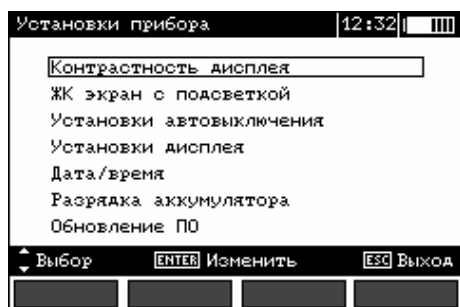 Установки прибора 12:32
Контрастность дисплея
ЖК экран с подсветкой
Установки автовыключения
Установки дисплея
Дата/время
Разрядка аккумулятора
Обновление ПО
Выбор ENTER Изменить ESC Выход